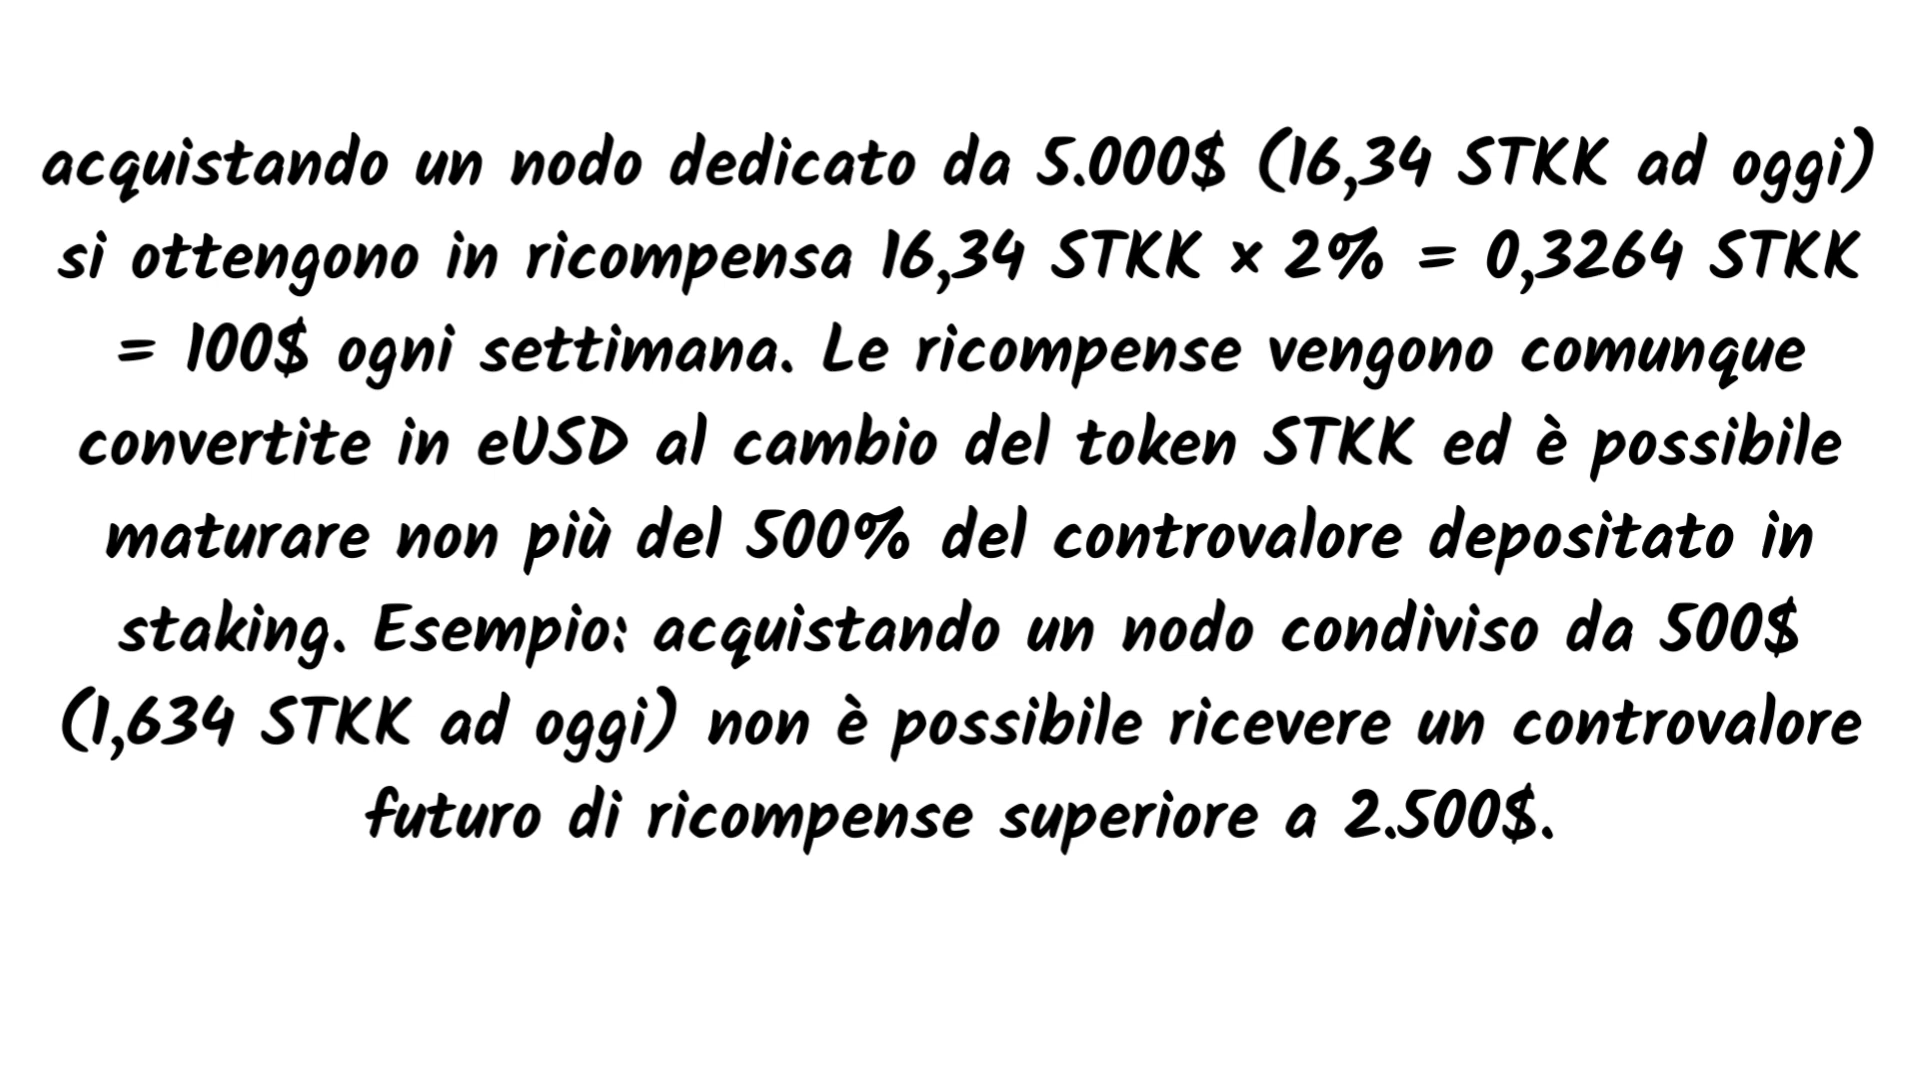 acquistando un nodo dedicato da 5.000$ (16,34 STKK ad oggi)
si ottengono in ricompensa 16,34 STKK × 2% = 0,3264 STKK
= 100$ ogni settimana. Le ricompense vengono comunque
convertite in eUSD al cambio del token STKK ed è possibile
maturare non più del 500% del controvalore depositato in
staking. Esempio: acquistando un nodo condiviso da 500$
(1,634 STKK ad oggi) non è possibile ricevere un controvalore
futuro di ricompense superiore a 2.500$.